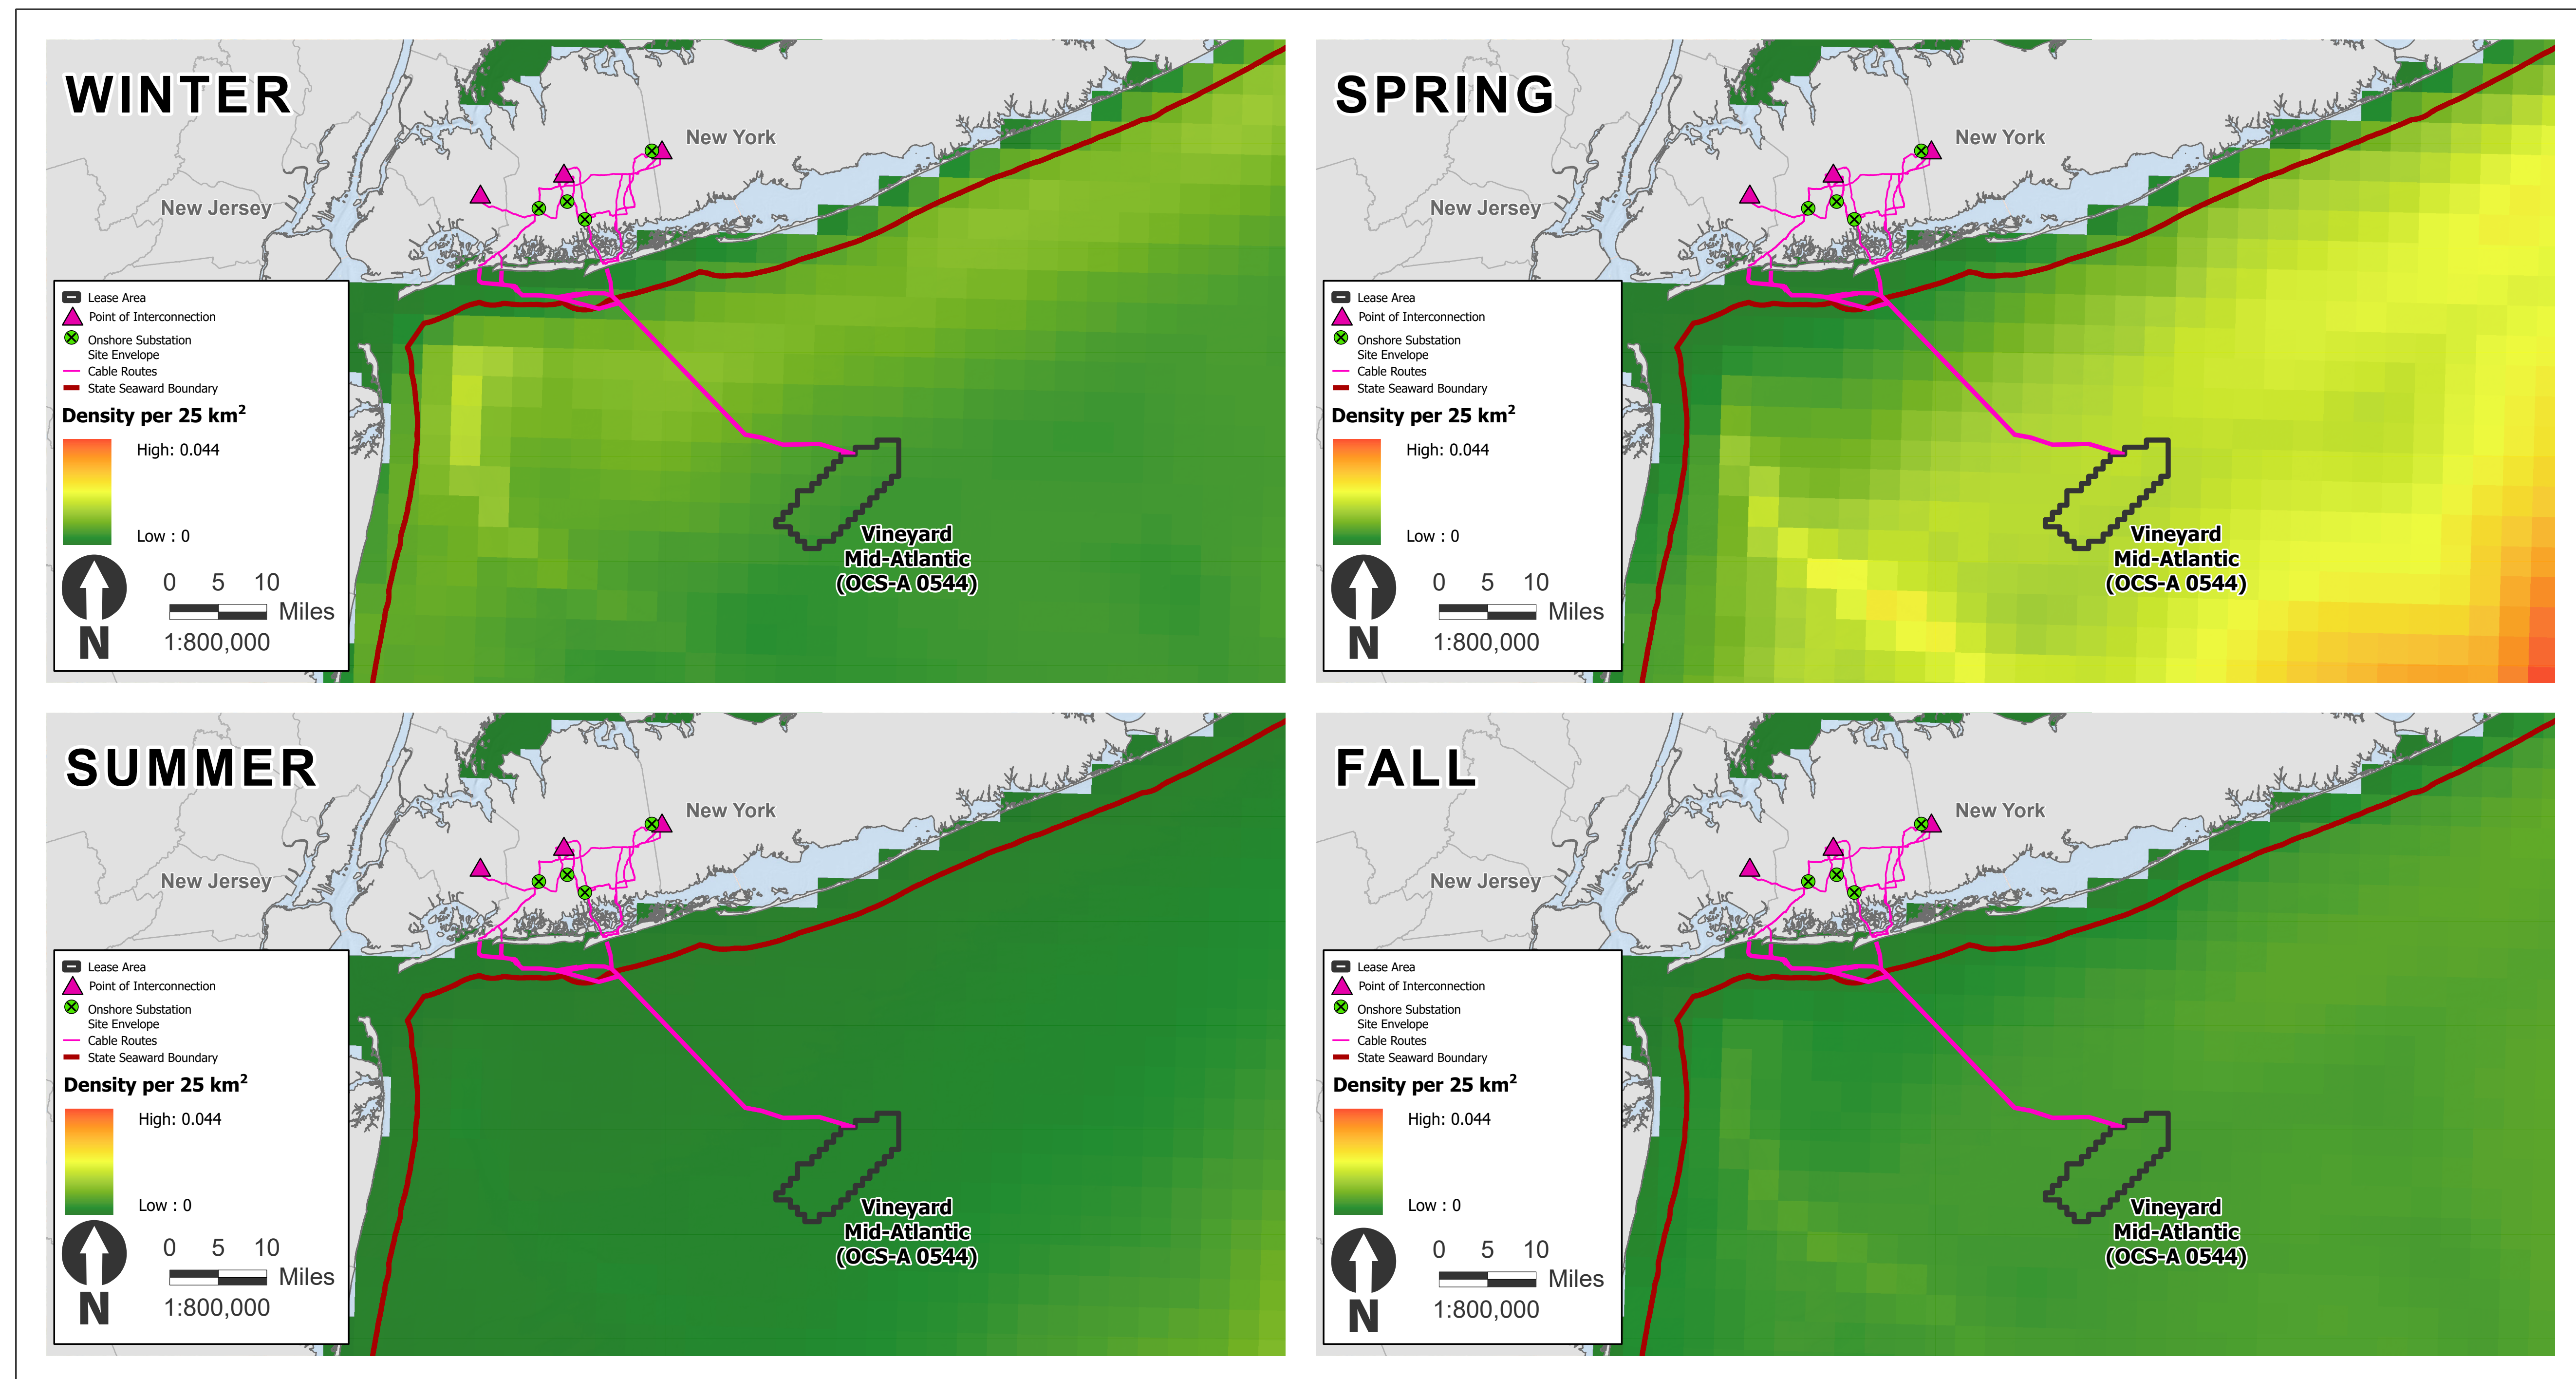 WINTER
New York
New Jersey
Lease Area
Point of Interconnection
Onshore Substation
Site Envelope
Cable Routes
State Seaward Boundary
Density per 25 km²
High: 0.044
Low : 0
N
0 5 10
Miles
1:800,000
Vineyard
Mid-Atlantic
(OCS-A 0544)
SPRING
New York
New Jersey
Lease Area
Point of Interconnection
Onshore Substation
Site Envelope
Cable Routes
State Seaward Boundary
Density per 25 km²
High: 0.044
Low : 0
N
0 5 10
Miles
1:800,000
Vineyard
Mid-Atlantic
(OCS-A 0544)
SUMMER
New York
New Jersey
Lease Area
Point of Interconnection
Onshore Substation
Site Envelope
Cable Routes
State Seaward Boundary
Density per 25 km²
High: 0.044
Low : 0
N
0 5 10
Miles
1:800,000
Vineyard
Mid-Atlantic
(OCS-A 0544)
FALL
New York
New Jersey
Lease Area
Point of Interconnection
Onshore Substation
Site Envelope
Cable Routes
State Seaward Boundary
Density per 25 km²
High: 0.044
Low : 0
N
0 5 10
Miles
1:800,000
Vineyard
Mid-Atlantic
(OCS-A 0544)